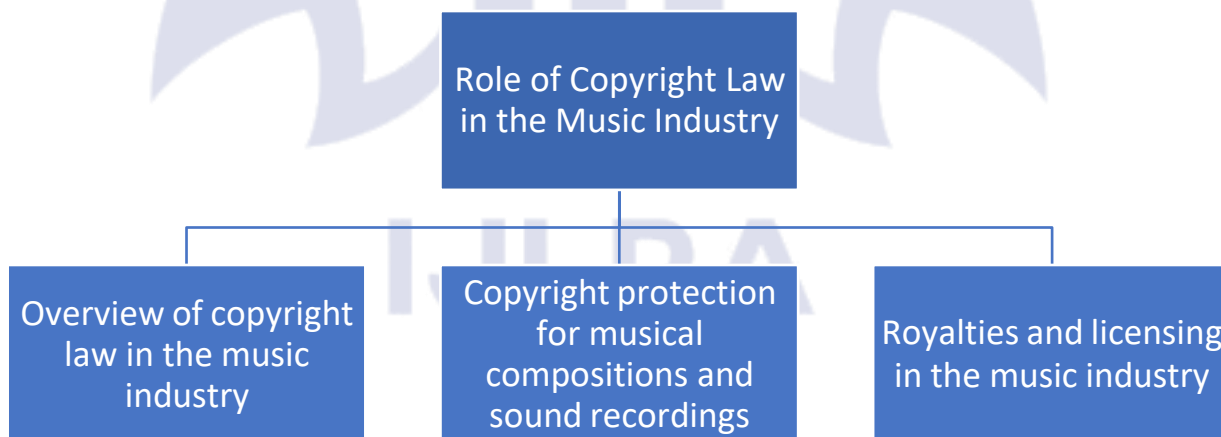 Role of Copyright Law
in the Music Industry
Overview of copyright
law in the music
industry
Copyright protection
for musical
compositions and
sound recordings
Royalties and licensing
in the music industry